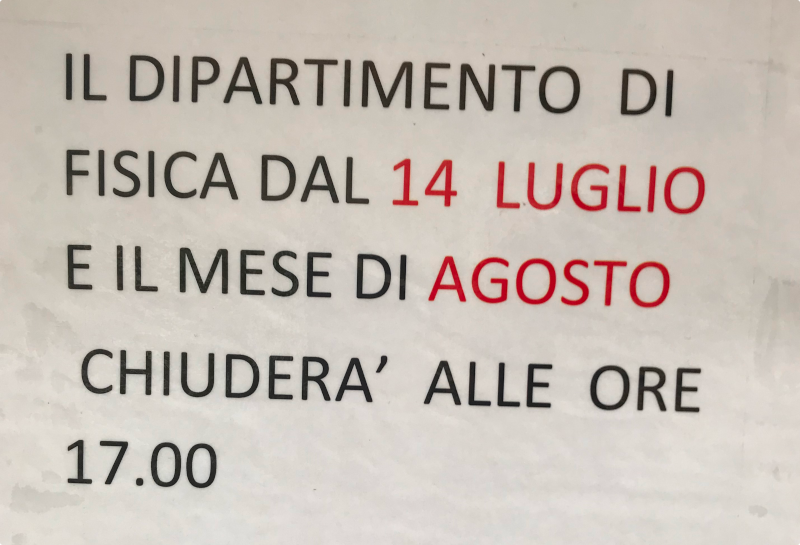 IL DIPARTIMENTO DI
FISICA DAL 14 LUGLIO
E IL MESE DI AGOSTO
CHIUDERA’ ALLE ORE
17.00